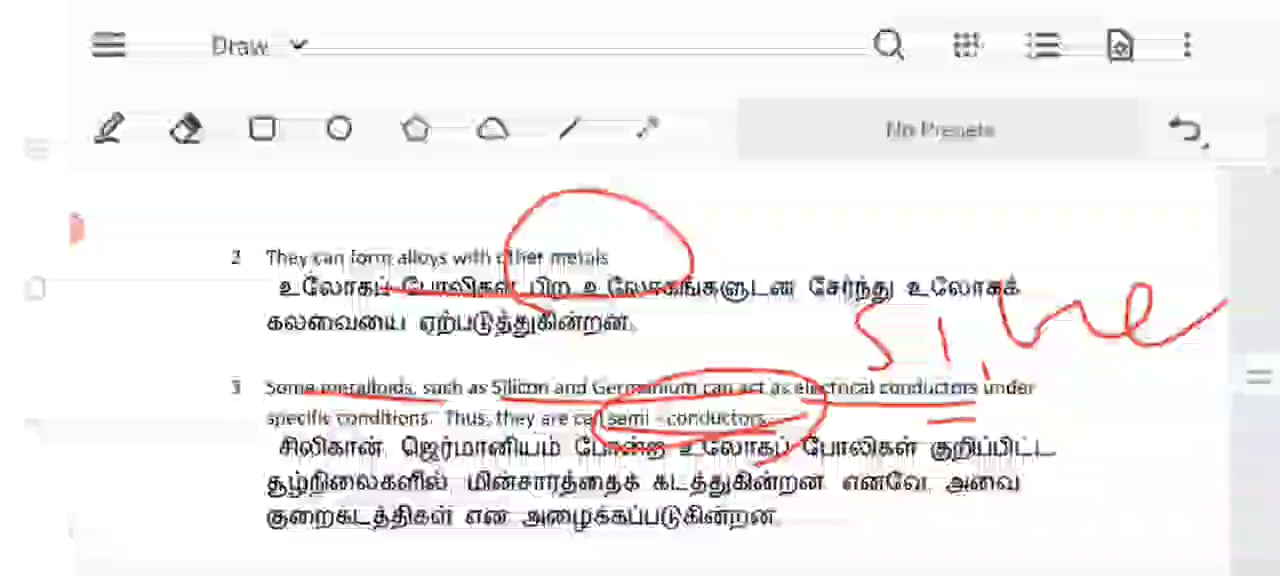 Draw
No Presets
2 They can form alloys with other metals
உலோகப் போலிகள் பிற உலோகங்களுடன் சேர்ந்து உலோகக்
கலவையை ஏற்படுத்துகின்றன.
3 Some metalloids, such as Silicon and Germanium can act as electrical conductors under
specific conditions. Thus, they are call semi - conductors.
சிலிகான் ஜெர்மானியம் போன்ற உலோகப் போலிகள் குறிப்பிட்ட
சூழ்நிலைகளில் மின்சாரத்தைக் கடத்துகின்றன எனவே, அவை
குறைகடத்திகள் என அழைக்கப்படுகின்றன.